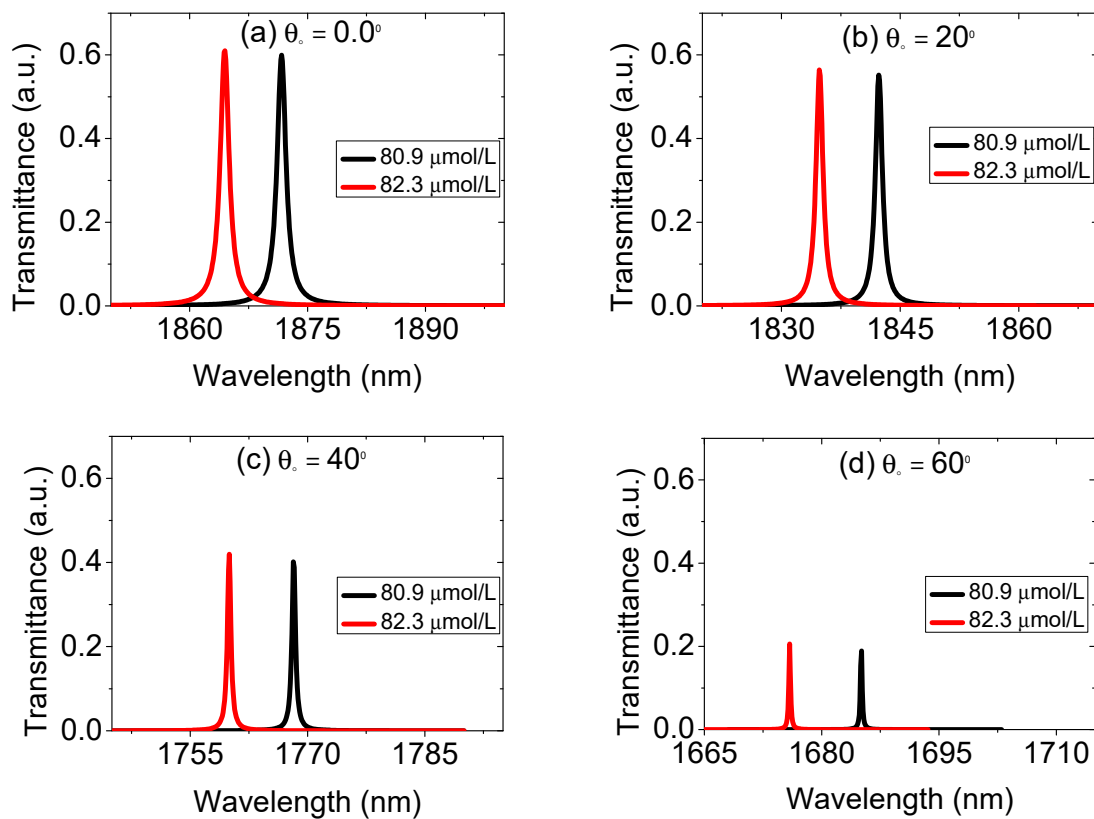 (a) θ₀ = 0.0⁰
Transmittance (a.u.)
0.6
0.4
0.2
0.0
80.9 μmol/L
82.3 μmol/L
1860 1875 1890
Wavelength (nm)
(b) θ₀ = 20⁰
Transmittance (a.u.)
0.6
0.4
0.2
0.0
80.9 μmol/L
82.3 μmol/L
1830 1845 1860
Wavelength (nm)
(c) θ₀ = 40⁰
Transmittance (a.u.)
0.6
0.4
0.2
0.0
80.9 μmol/L
82.3 μmol/L
1755 1770 1785
Wavelength (nm)
(d) θ₀ = 60⁰
Transmittance (a.u.)
0.6
0.4
0.2
0.0
80.9 μmol/L
82.3 μmol/L
1665 1680 1695 1710
Wavelength (nm)